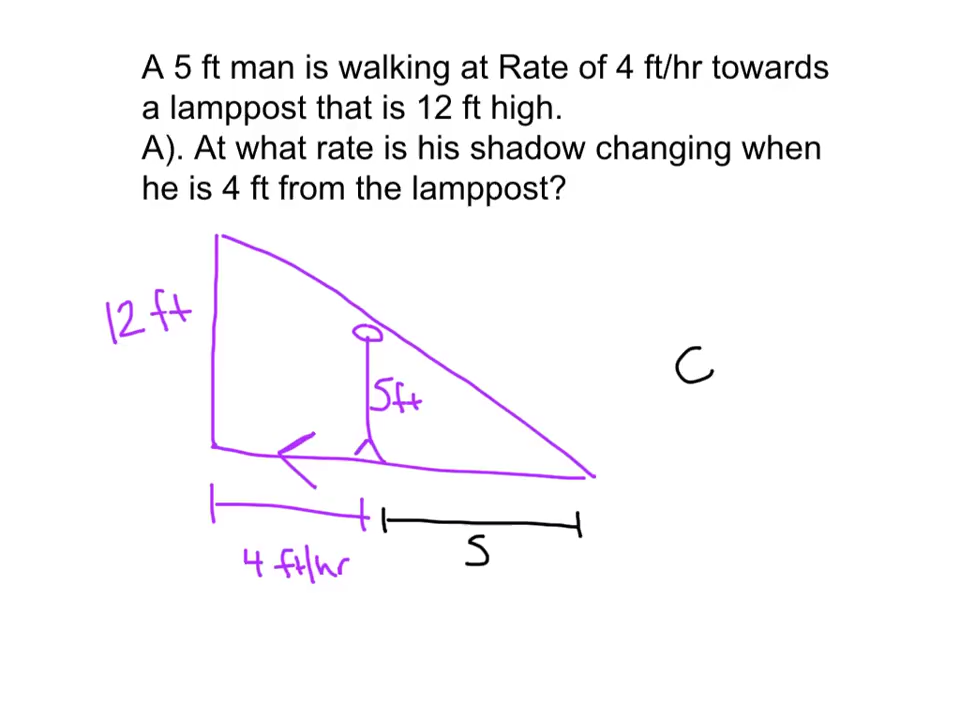 A 5 ft man is walking at Rate of 4 ft/hr towards
a lamppost that is 12 ft high.
A). At what rate is his shadow changing when
he is 4 ft from the lamppost?
12 ft
5ft
C
S
4 ft/hr